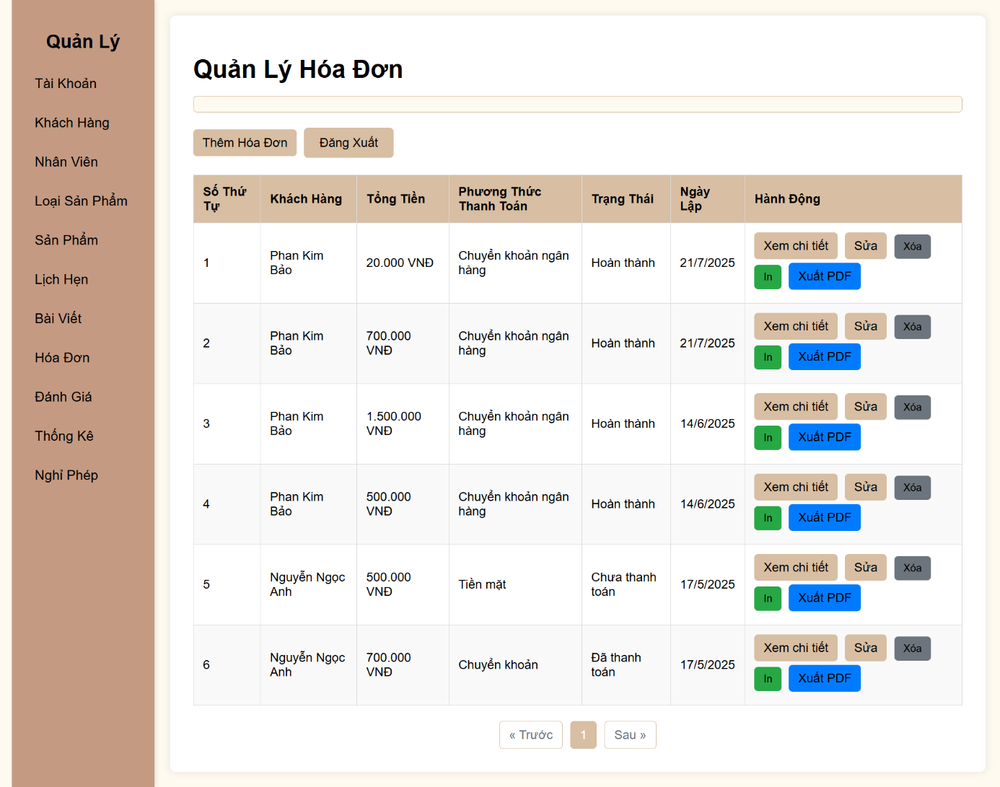 Quản Lý
Tài Khoản
Khách Hàng
Nhân Viên
Loại Sản Phẩm
Sản Phẩm
Lịch Hẹn
Bài Viết
Hóa Đơn
Đánh Giá
Thống Kê
Nghỉ Phép
Quản Lý Hóa Đơn
Thêm Hóa Đơn Đăng Xuất
Số Thứ Tự Khách Hàng Tổng Tiền Phương Thức Thanh Toán Trạng Thái Ngày Lập Hành Động
1 Phan Kim Bảo 20.000 VNĐ Chuyển khoản ngân hàng Hoàn thành 21/7/2025 Xem chi tiết Sửa Xóa
In Xuất PDF
2 Phan Kim Bảo 700.000 VNĐ Chuyển khoản ngân hàng Hoàn thành 21/7/2025 Xem chi tiết Sửa Xóa
In Xuất PDF
3 Phan Kim Bảo 1.500.000 VNĐ Chuyển khoản ngân hàng Hoàn thành 14/6/2025 Xem chi tiết Sửa Xóa
In Xuất PDF
4 Phan Kim Bảo 500.000 VNĐ Chuyển khoản ngân hàng Hoàn thành 14/6/2025 Xem chi tiết Sửa Xóa
In Xuất PDF
5 Nguyễn Ngọc Anh 500.000 VNĐ Tiền mặt Chưa thanh toán 17/5/2025 Xem chi tiết Sửa Xóa
In Xuất PDF
6 Nguyễn Ngọc Anh 700.000 VNĐ Chuyển khoản Đã thanh toán 17/5/2025 Xem chi tiết Sửa Xóa
In Xuất PDF
« Trước 1 Sau »